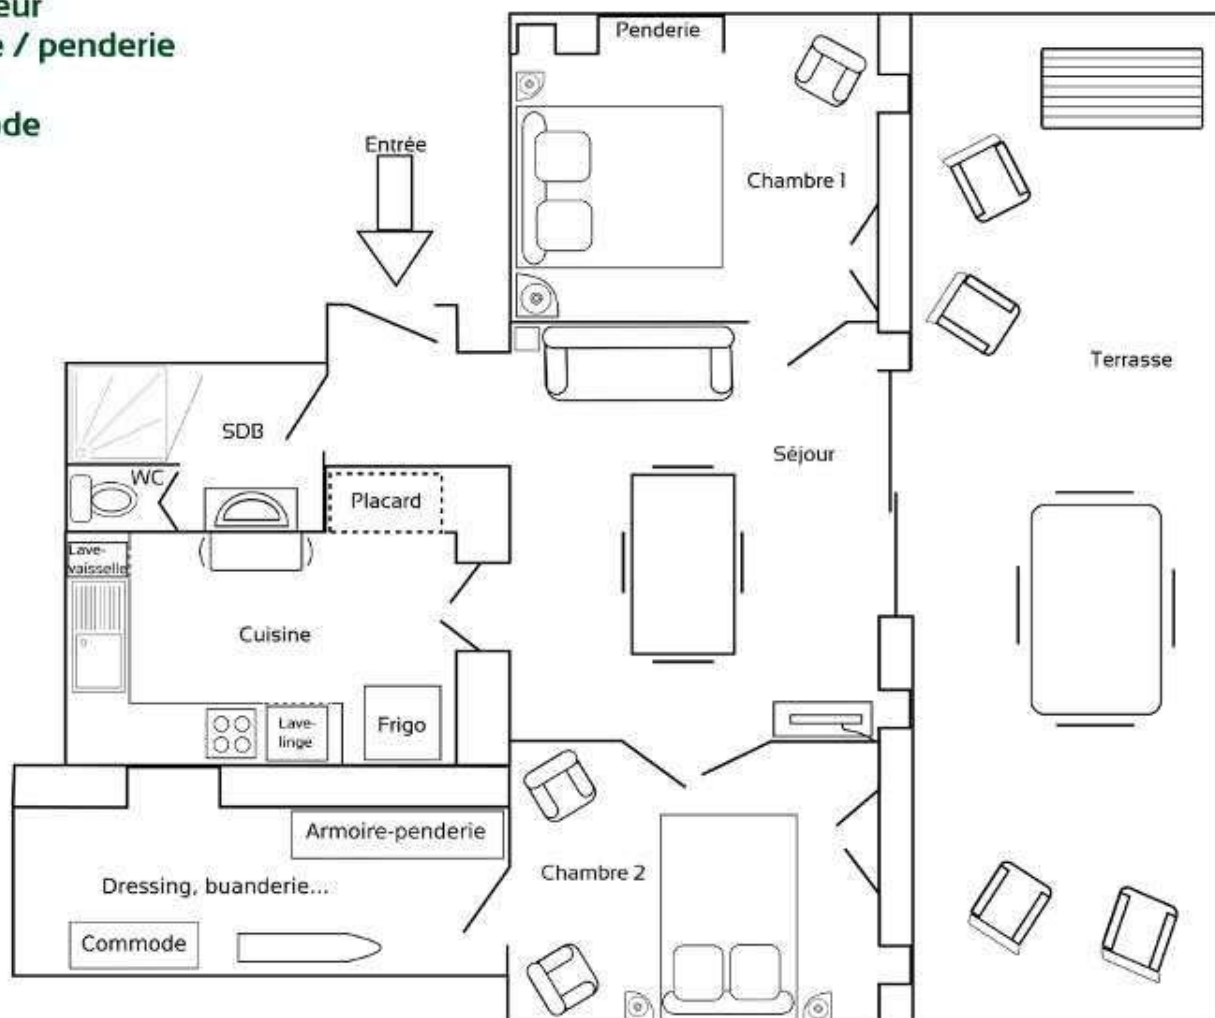 eur
e / penderie
de
Penderie
Entrée
Chambre 1
Terrasse
SDB
Séjour
WC
Placard
Lave-
vaisselle
Cuisine
Lave-
linge
Frigo
Armoire-penderie
Chambre 2
Dressing, buanderie...
Commode